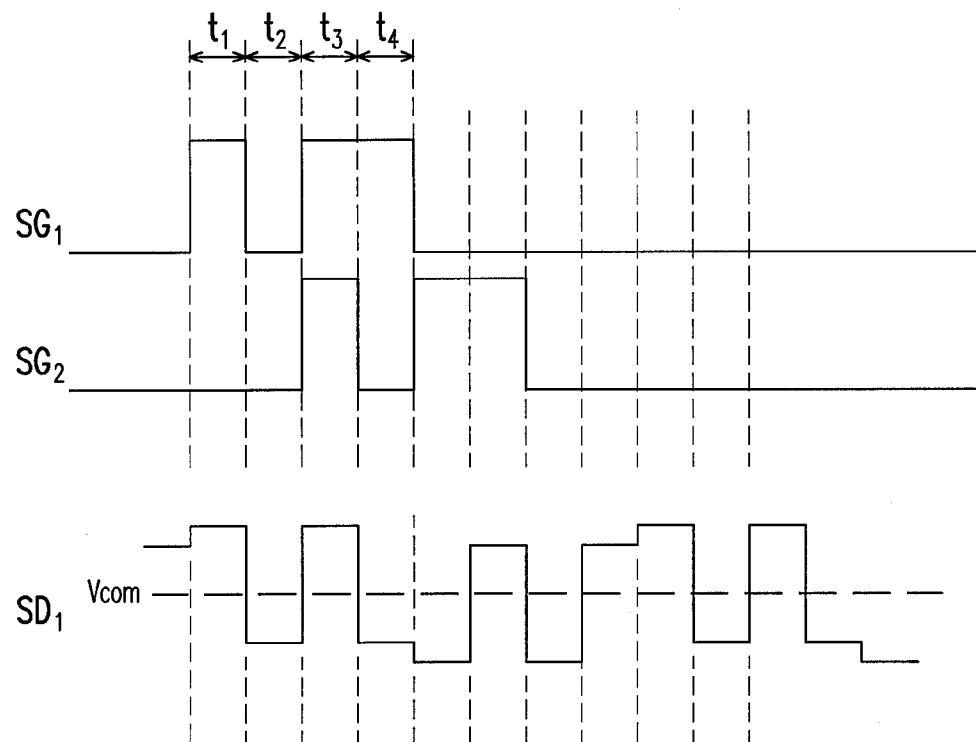 t₁ t₂ t₃ t₄
SG₁
SG₂
Vcom
SD₁